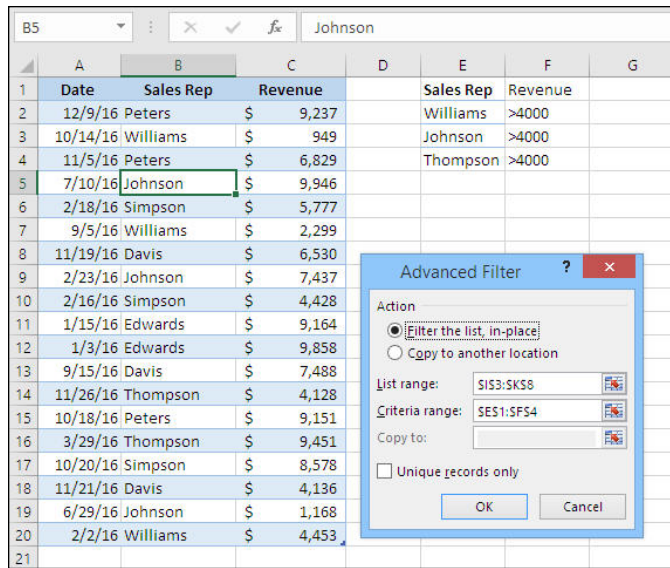 B5 fx Johnson
A B C D E F G
1 Date Sales Rep Revenue Sales Rep Revenue
2 12/9/16 Peters $ 9,237 Williams >4000
3 10/14/16 Williams $ 949 Johnson >4000
4 11/5/16 Peters $ 6,829 Thompson >4000
5 7/10/16 Johnson $ 9,946
6 2/18/16 Simpson $ 5,777
7 9/5/16 Williams $ 2,299
8 11/19/16 Davis $ 6,530
9 2/23/16 Johnson $ 7,437
10 2/16/16 Simpson $ 4,428
11 1/15/16 Edwards $ 9,164
12 1/3/16 Edwards $ 9,858
13 9/15/16 Davis $ 7,488
14 11/26/16 Thompson $ 4,128
15 10/18/16 Peters $ 9,151
16 3/29/16 Thompson $ 9,451
17 10/20/16 Simpson $ 8,578
18 11/21/16 Davis $ 4,136
19 6/29/16 Johnson $ 1,168
20 2/2/16 Williams $ 4,453
21
Advanced Filter ?
Action
Filter the list, in-place
Copy to another location
List range: $I$3:$K$8
Criteria range: $E$1:$F$4
Copy to:
Unique records only
OK Cancel